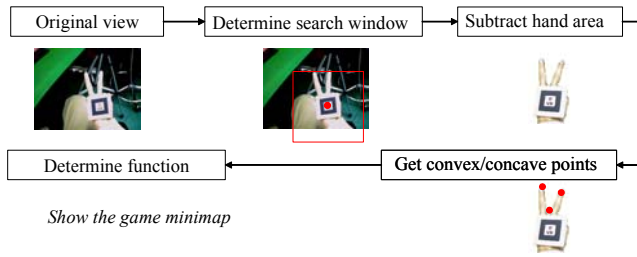 Original view
Determine search window
Subtract hand area
Determine function
Get convex/concave points
Show the game minimap